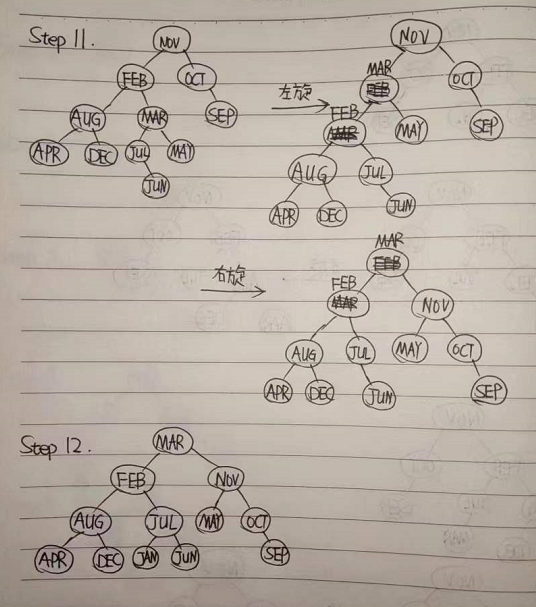 Step 11.
NOV
FEB OCT
AUG MAR SEP
APR DEC JUL MAY
JUN
左旋
NOV
MAR
FEB OCT
FEB
MAR MAY SEP
AUG JUL
APR DEC JUN
右旋
MAR
FEB
FEB
MAR NOV
AUG JUL MAY OCT
APR DEC JUN SEP
Step 12.
MAR
FEB NOV
AUG JUL MAY OCT
APR DEC JAN JUN SEP